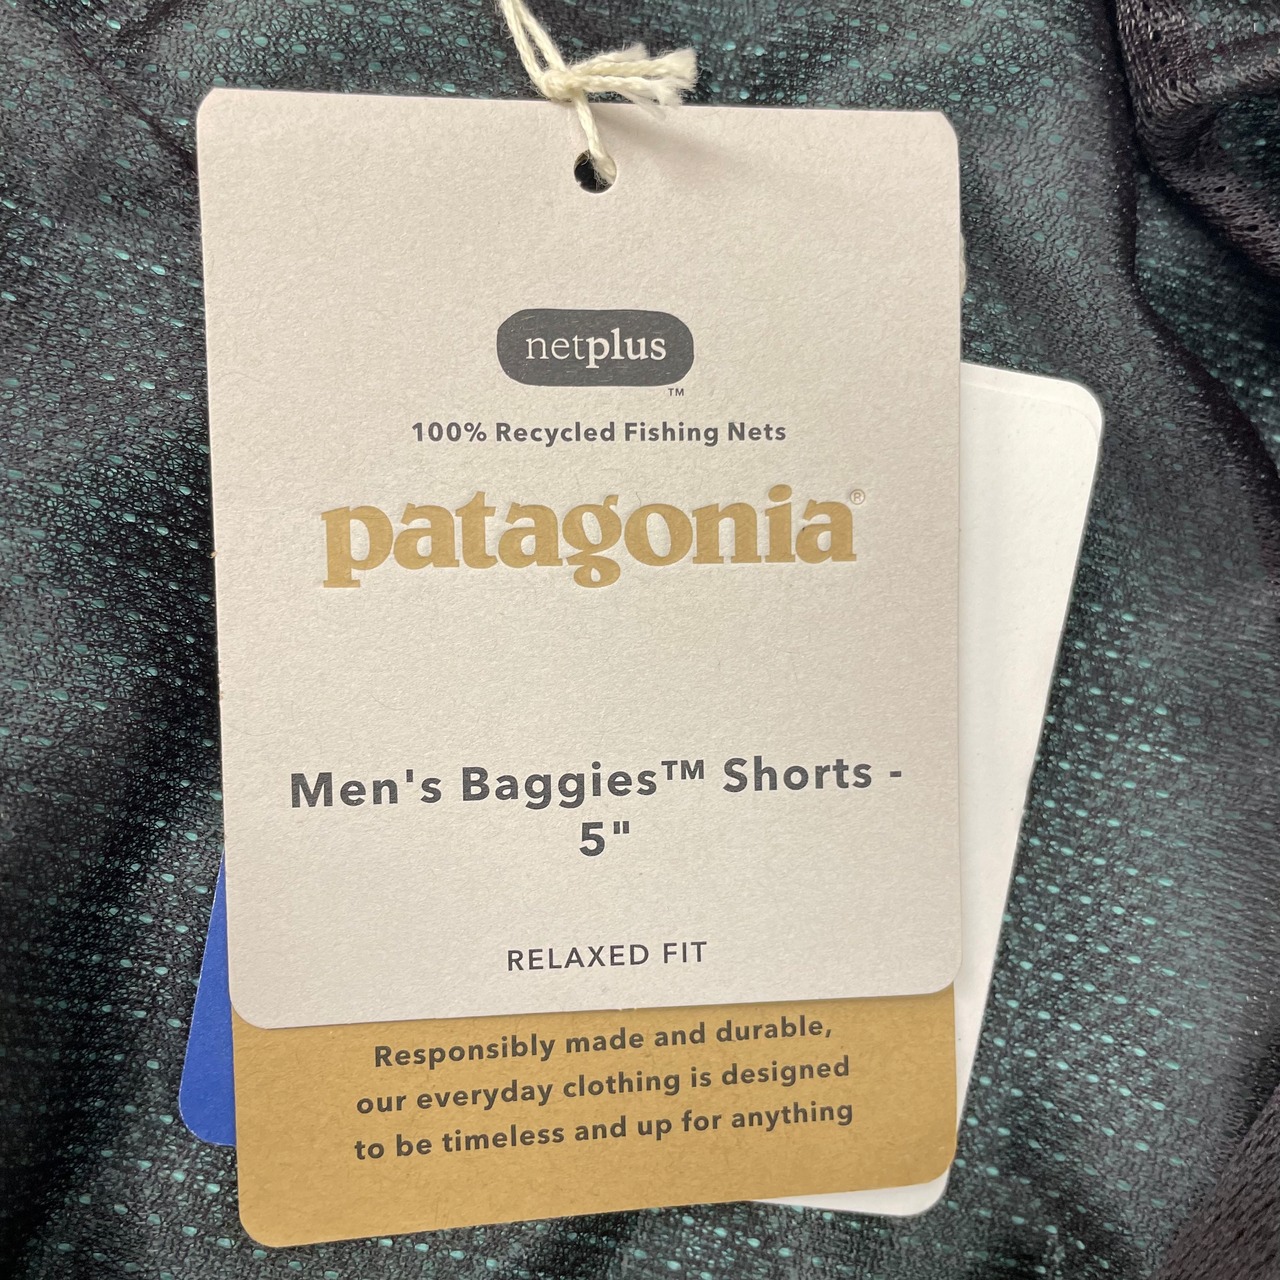 netplus
™
100% Recycled Fishing Nets
patagonia®
Men's Baggies™ Shorts -
5"
RELAXED FIT
Responsibly made and durable,
our everyday clothing is designed
to be timeless and up for anything